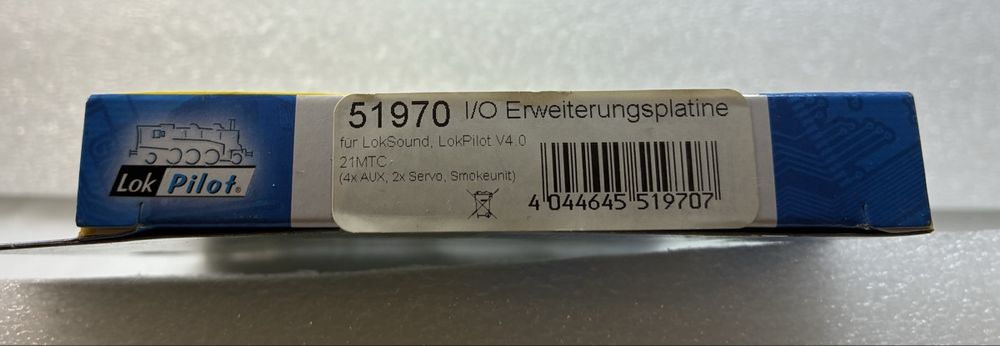 51970 I/O Erweiterungsplatine
für LokSound, LokPilot V4.0
21MTC
(4x AUX, 2x Servo, Smokeunit)
4 044645 519707
Lok Pilot®